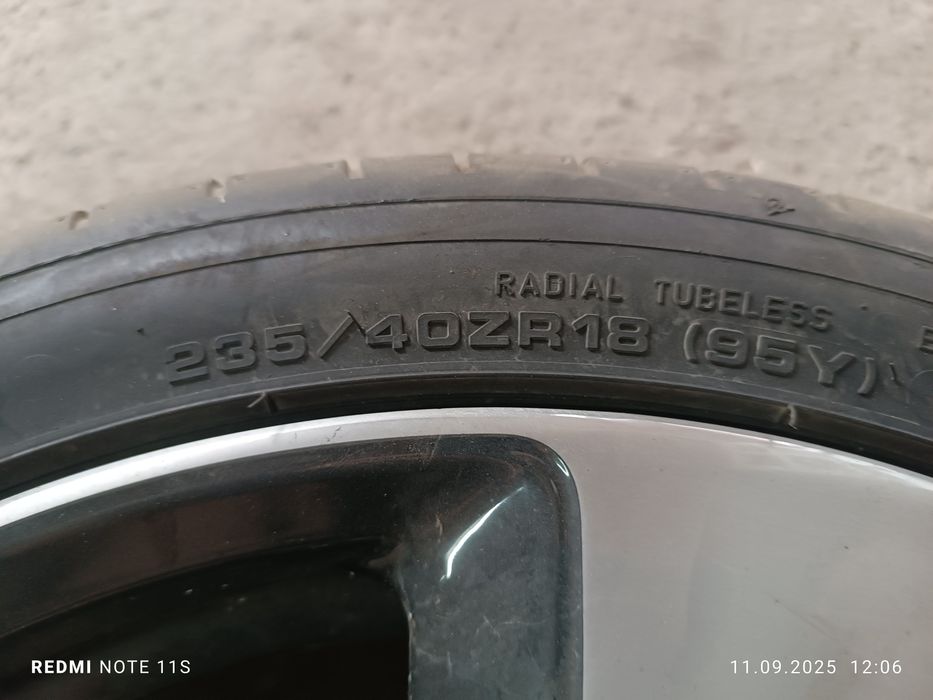 RADIAL TUBELESS
235/40ZR18 (95Y)
REDMI NOTE 11S
11.09.2025 12:06